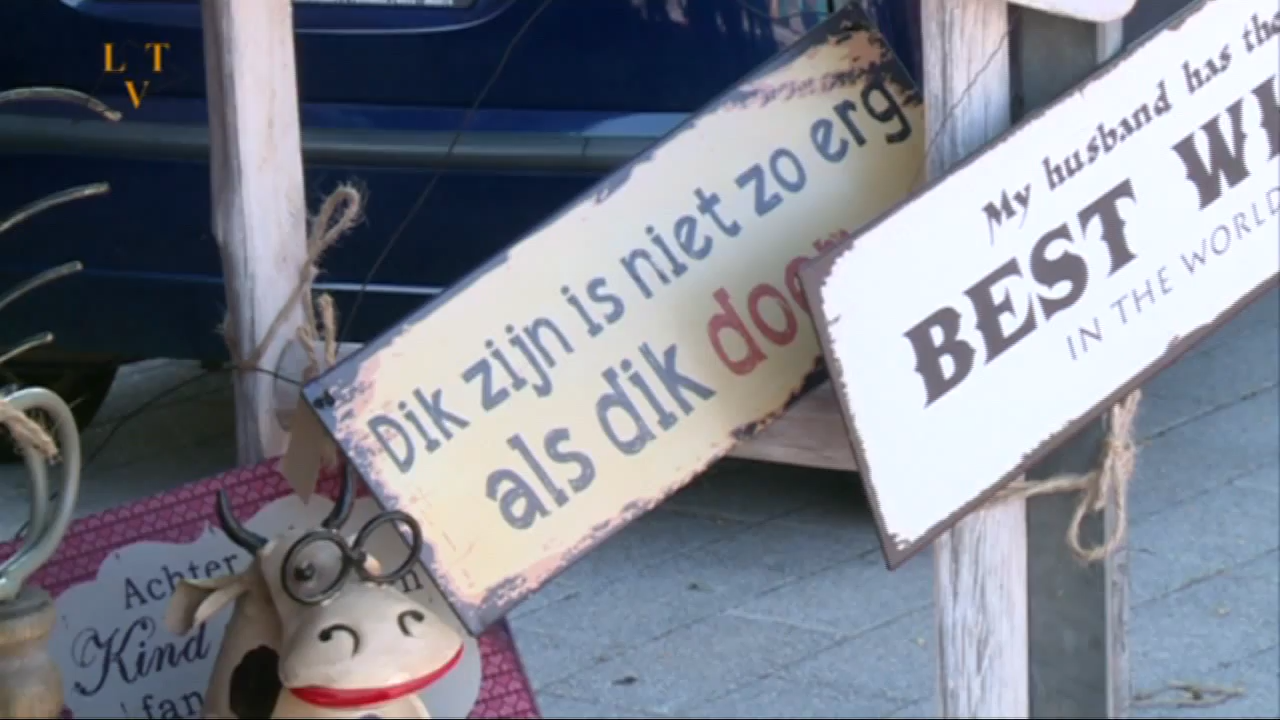 L T
V
Dik zijn is niet zo erg
als dik
My husband has the
BEST
IN THE WORLD
Achter
Kind